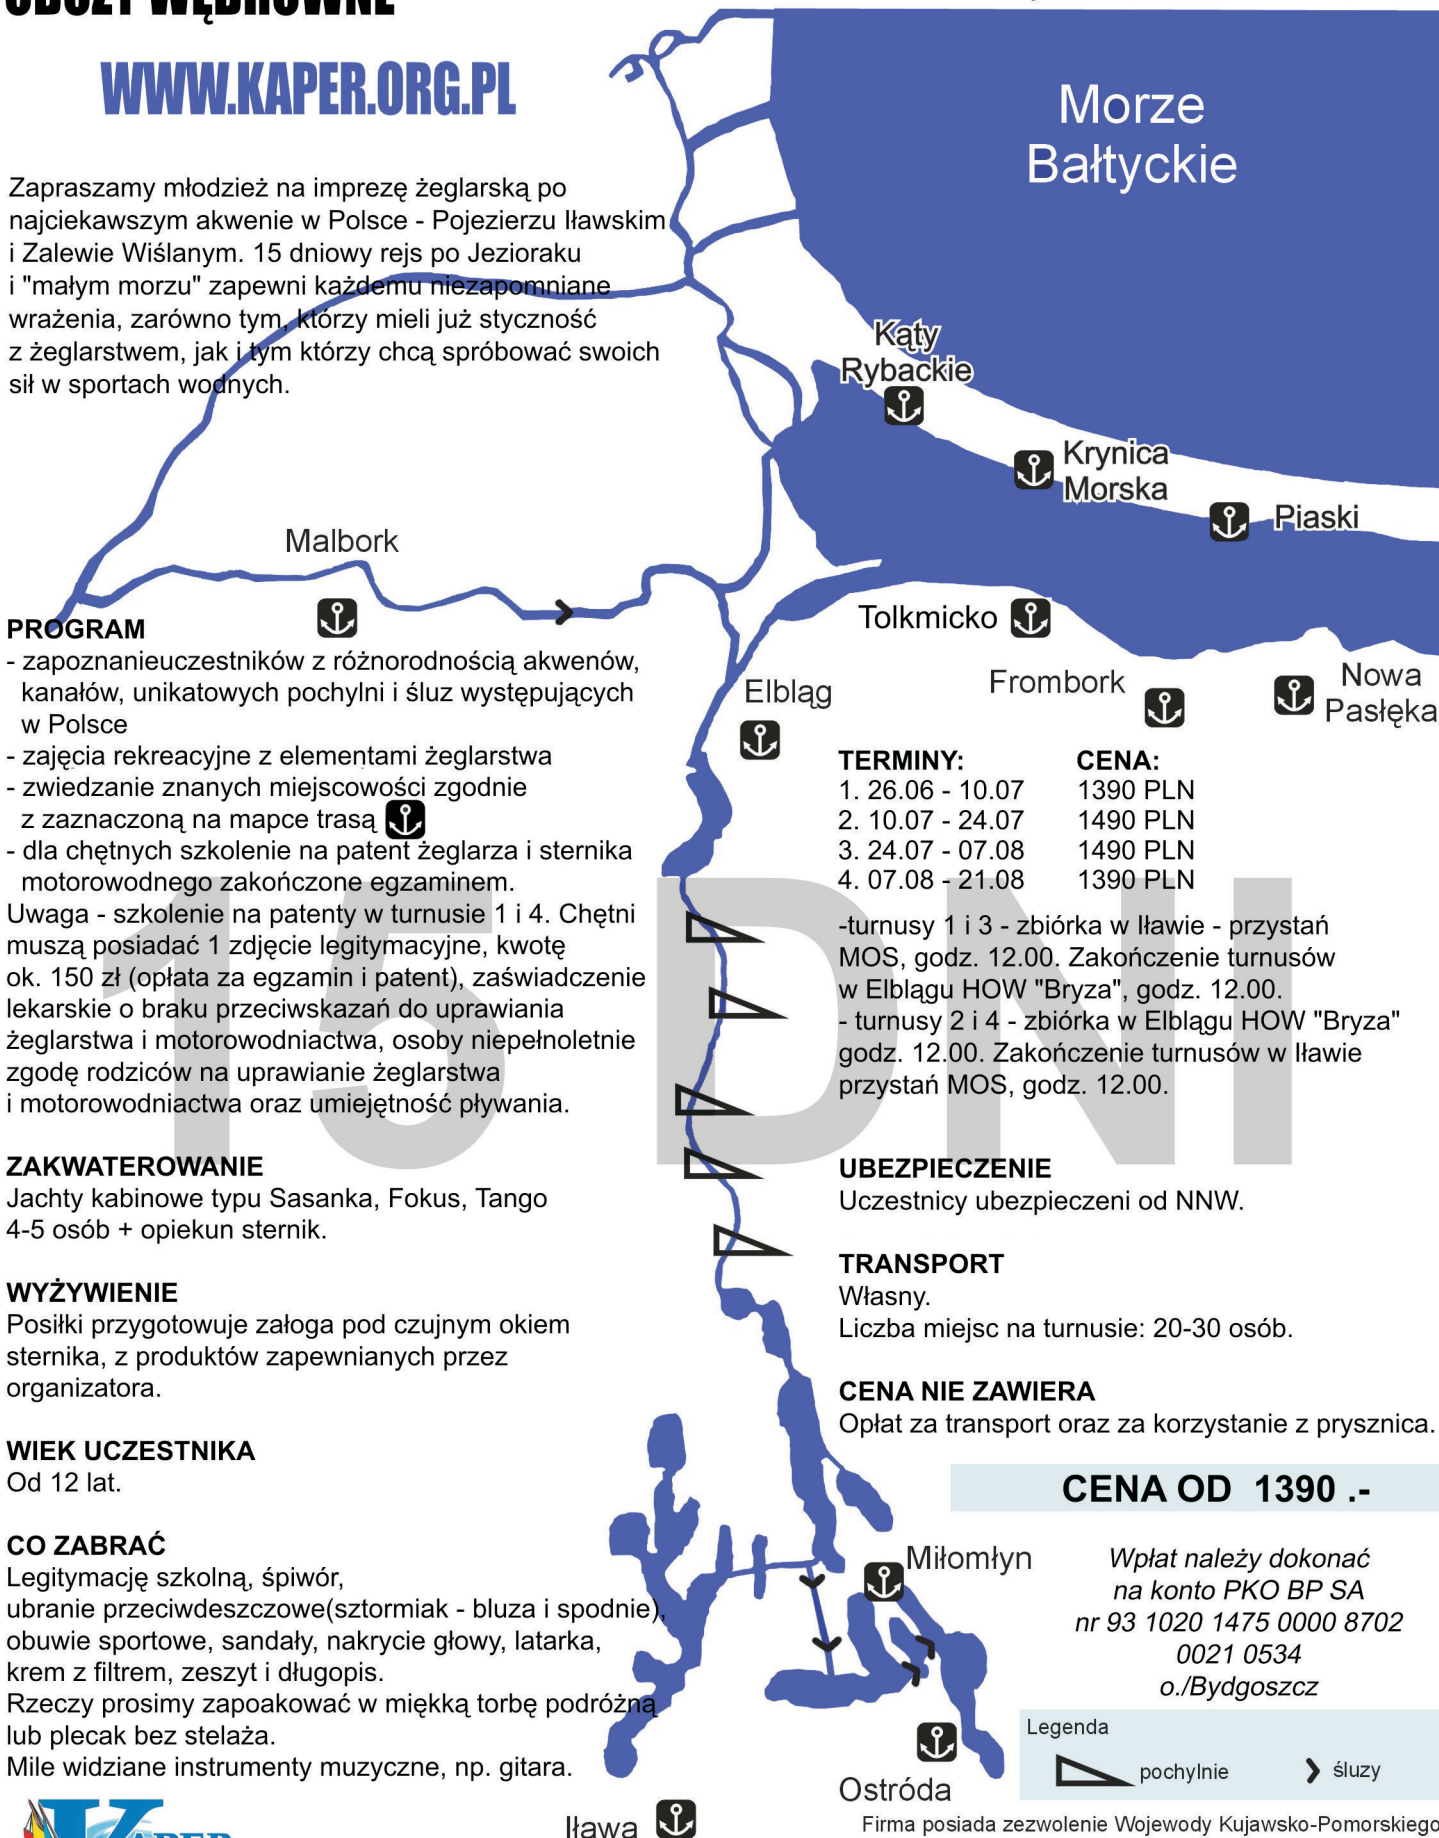 OBOZY WĘDROWNE
WWW.KAPER.ORG.PL
Zapraszamy młodzież na imprezę żeglarską po
najciekawszym akwenie w Polsce - Pojezierzu Iławskim
i Zalewie Wiślanym. 15 dniowy rejs po Jezioraku
i "małym morzu" zapewni każdemu niezapomniane
wrażenia, zarówno tym, którzy mieli już styczność
z żeglarstwem, jak i tym którzy chcą spróbować swoich
sił w sportach wodnych.
Morze
Bałtyckie
Kąty
Rybackie
Krynica
Morska
Piaski
Malbork
Tolkmicko
Elbląg
Frombork
Nowa
Pasłęka
PROGRAM
- zapoznanieuczestników z różnorodnością akwenów,
kanałów, unikatowych pochylni i śluz występujących
w Polsce
- zajęcia rekreacyjne z elementami żeglarstwa
- zwiedzanie znanych miejscowości zgodnie
z zaznaczoną na mapce trasą
- dla chętnych szkolenie na patent żeglarza i sternika
motorowodnego zakończone egzaminem.
Uwaga - szkolenie na patenty w turnusie 1 i 4. Chętni
muszą posiadać 1 zdjęcie legitymacyjne, kwotę
ok. 150 zł (opłata za egzamin i patent), zaświadczenie
lekarskie o braku przeciwskazań do uprawiania
żeglarstwa i motorowodniactwa, osoby niepełnoletnie
zgodę rodziców na uprawianie żeglarstwa
i motorowodniactwa oraz umiejętność pływania.
15 DNI
ZAKWATEROWANIE
Jachty kabinowe typu Sasanka, Fokus, Tango
4-5 osób + opiekun sternik.
WYŻYWIENIE
Posiłki przygotowuje załoga pod czujnym okiem
sternika, z produktów zapewnianych przez
organizatora.
WIEK UCZESTNIKA
Od 12 lat.
CO ZABRAĆ
Legitymację szkolną, śpiwór,
ubranie przeciwdeszczowe(sztormiak - bluza i spodnie),
obuwie sportowe, sandały, nakrycie głowy, latarka,
krem z filtrem, zeszyt i długopis.
Rzeczy prosimy zapoakować w miękką torbę podróżną
lub plecak bez stelaża.
Mile widziane instrumenty muzyczne, np. gitara.
KAPER
TERMINY: CENA:
1. 26.06 - 10.07 1390 PLN
2. 10.07 - 24.07 1490 PLN
3. 24.07 - 07.08 1490 PLN
4. 07.08 - 21.08 1390 PLN
-turnusy 1 i 3 - zbiórka w Iławie - przystań
MOS, godz. 12.00. Zakończenie turnusów
w Elblągu HOW "Bryza", godz. 12.00.
- turnusy 2 i 4 - zbiórka w Elblągu HOW "Bryza"
godz. 12.00. Zakończenie turnusów w Iławie
przystań MOS, godz. 12.00.
UBEZPIECZENIE
Uczestnicy ubezpieczeni od NNW.
TRANSPORT
Własny.
Liczba miejsc na turnusie: 20-30 osób.
CENA NIE ZAWIERA
Opłat za transport oraz za korzystanie z prysznica.
CENA OD 1390 .-
Miłomłyn
Wpłat należy dokonać
na konto PKO BP SA
nr 93 1020 1475 0000 8702
0021 0534
o./Bydgoszcz
Legenda
pochylnie śluzy
Ostróda
Iława
Firma posiada zezwolenie Wojewody Kujawsko-Pomorskiego